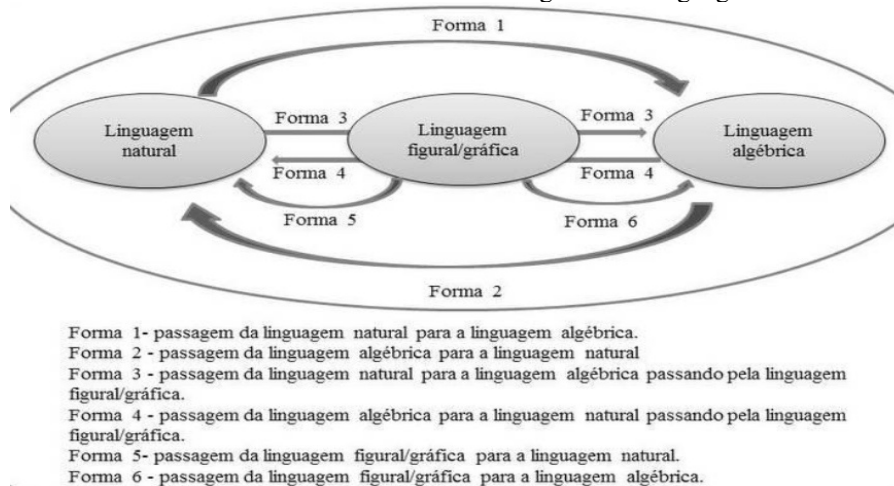 Forma 1
Linguagem
natural
Forma 3
Linguagem
figural/gráfica
Forma 3
Linguagem
algébrica
Forma 4
Forma 4
Forma 5
Forma 6
Forma 2
Forma 1- passagem da linguagem natural para a linguagem algébrica.
Forma 2 - passagem da linguagem algébrica para a linguagem natural
Forma 3 - passagem da linguagem natural para a linguagem algébrica passando pela linguagem
figural/gráfica.
Forma 4 - passagem da linguagem algébrica para a linguagem natural passando pela linguagem
figural/gráfica.
Forma 5- passagem da linguagem figural/gráfica para a linguagem natural.
Forma 6 - passagem da linguagem figural/gráfica para a linguagem algébrica.